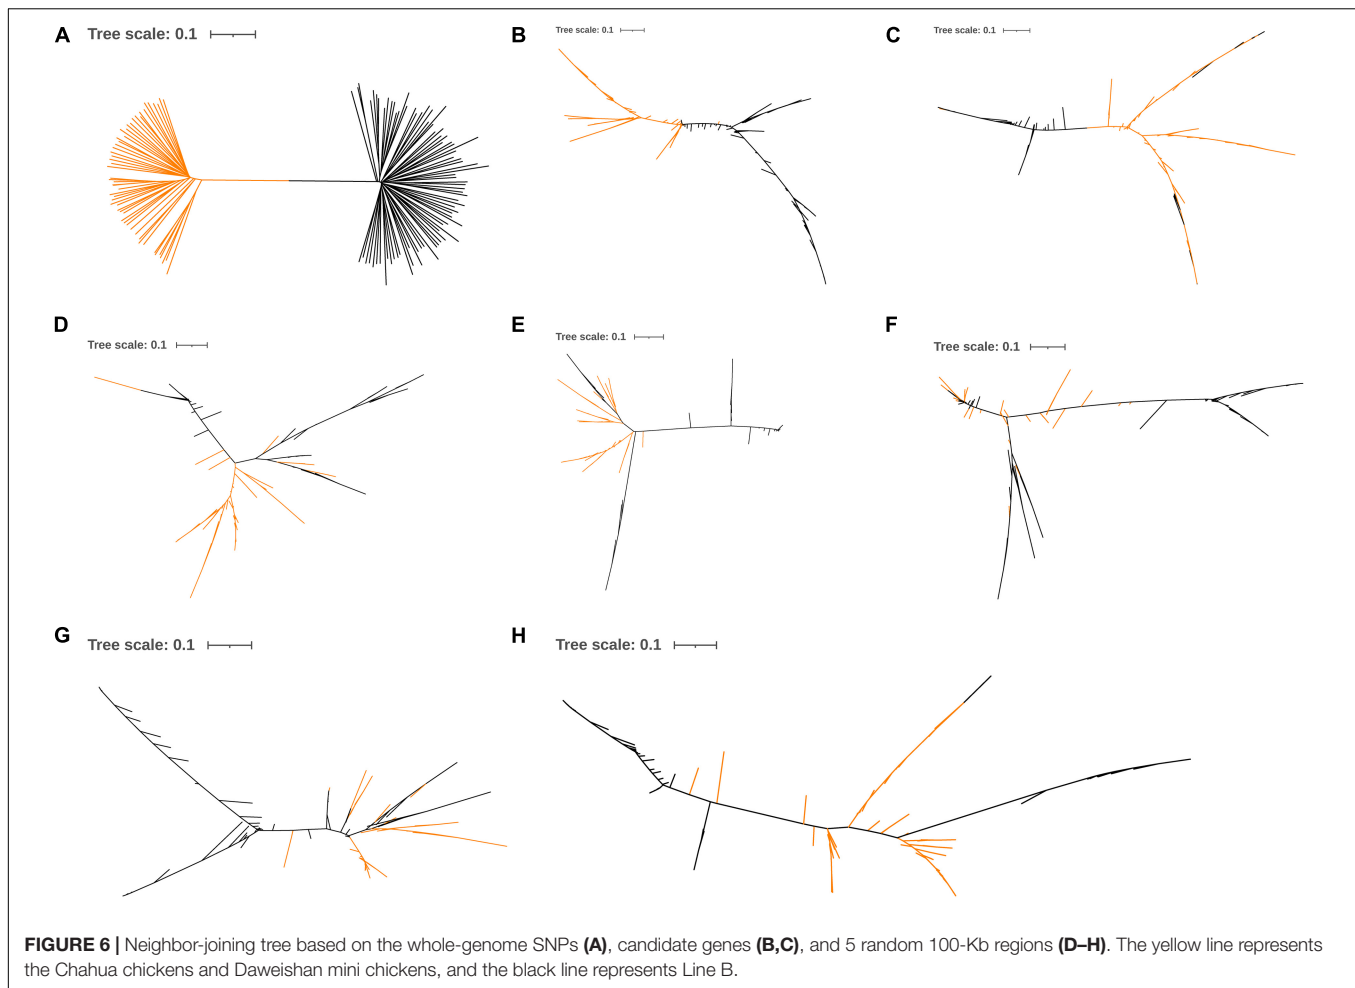 A Tree scale: 0.1
B Tree scale: 0.1
C Tree scale: 0.1
D
Tree scale: 0.1
E
Tree scale: 0.1
F
Tree scale: 0.1
G Tree scale: 0.1
H Tree scale: 0.1
FIGURE 6 | Neighbor-joining tree based on the whole-genome SNPs (A), candidate genes (B,C), and 5 random 100-Kb regions (D–H). The yellow line represents
the Chahua chickens and Daweishan mini chickens, and the black line represents Line B.